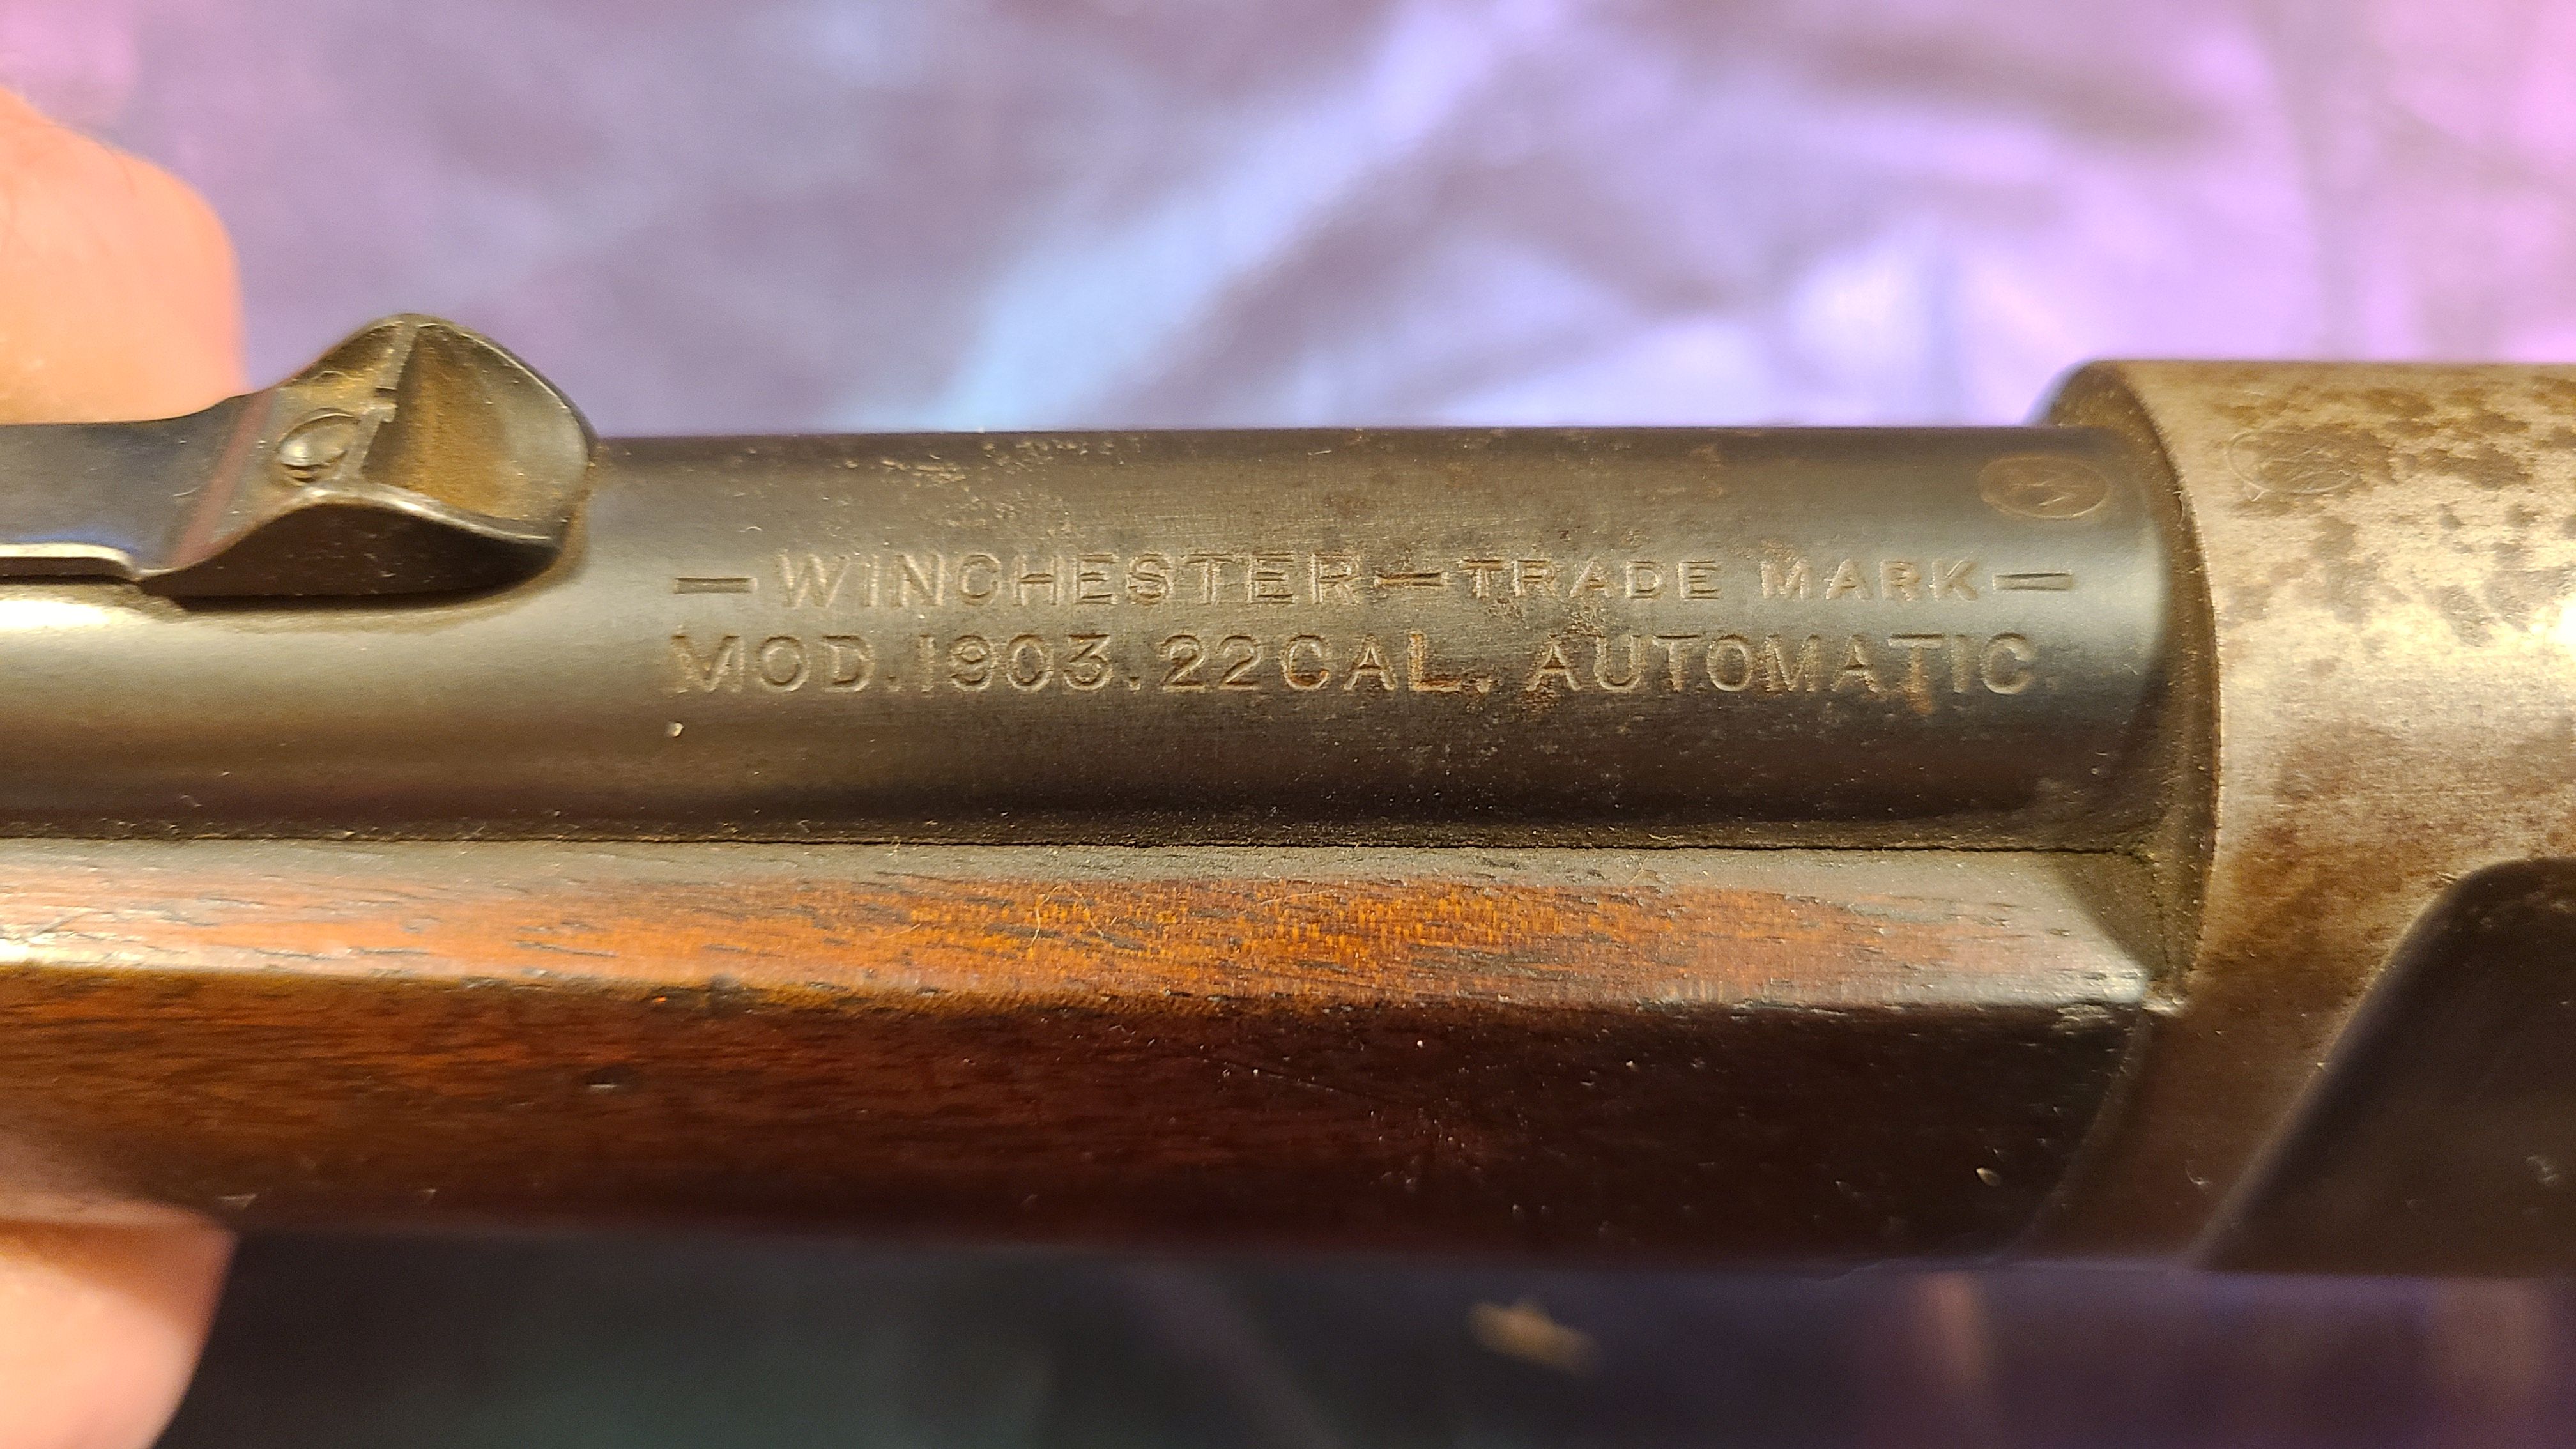 —WINCHESTER—TRADE MARK—
MOD.1903.22CAL. AUTOMATIC.